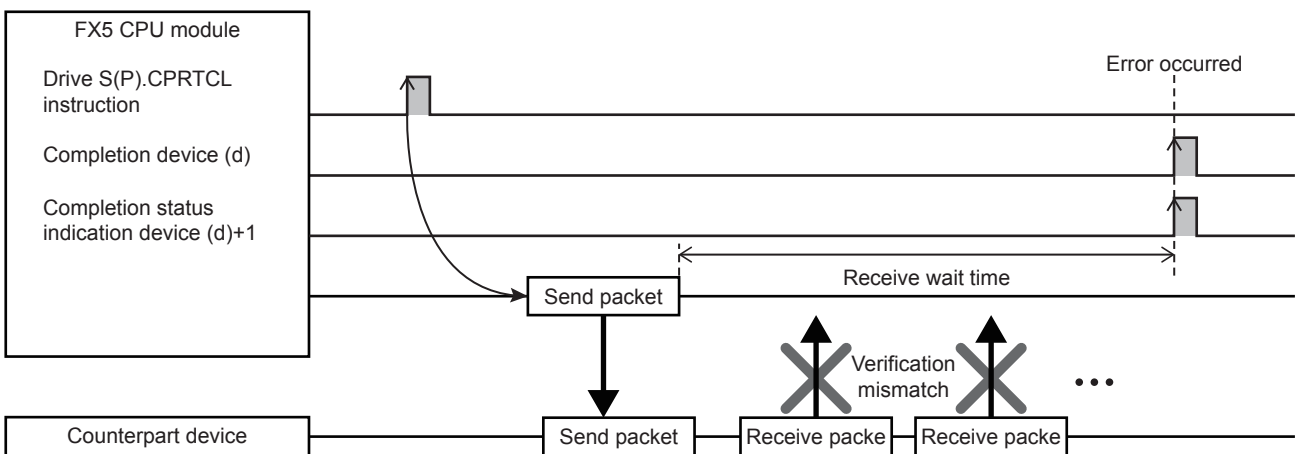 FX5 CPU module
Drive S(P).CPRTCL
instruction
Error occurred
Completion device (d)
Completion status
indication device (d)+1
Receive wait time
Send packet
Verification
mismatch
...
Counterpart device
Send packet
Receive packe
Receive packe